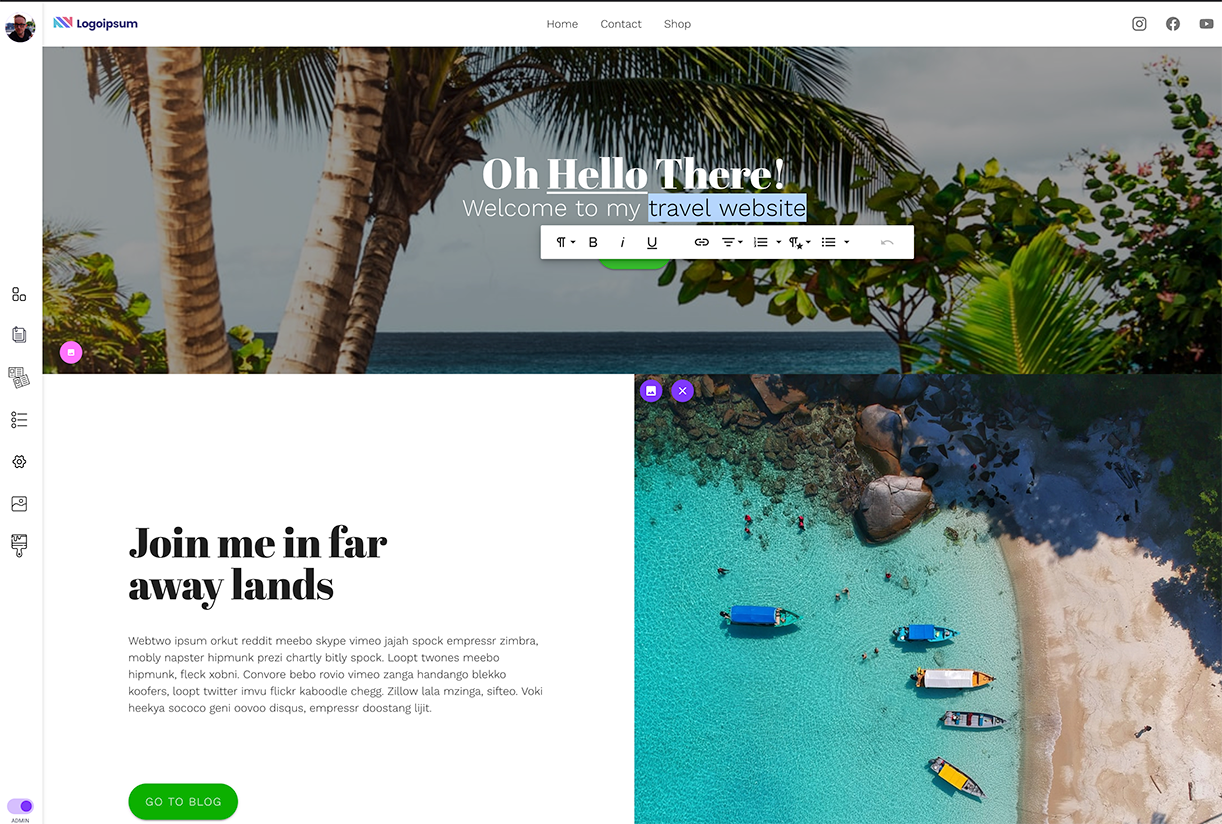 Logoipsum
Home Contact Shop
Oh Hello There!
Welcome to my travel website
B i U
Join me in far
away lands
Webtwo ipsum orkut reddit meebo skype vimeo jajah spock empressr zimbra,
mobly napster hipmunk prezi chartly bitly spock. Loopt twones meebo
hipmunk, fleck xobni. Convore bebo rovio vimeo zanga handango blekko
koofers, loopt twitter imvu flickr kaboodle chegg. Zillow lala mzinga, sifteo. Voki
heekya sococo geni oovoo disqus, empressr doostang lijit.
GO TO BLOG
ADMIN